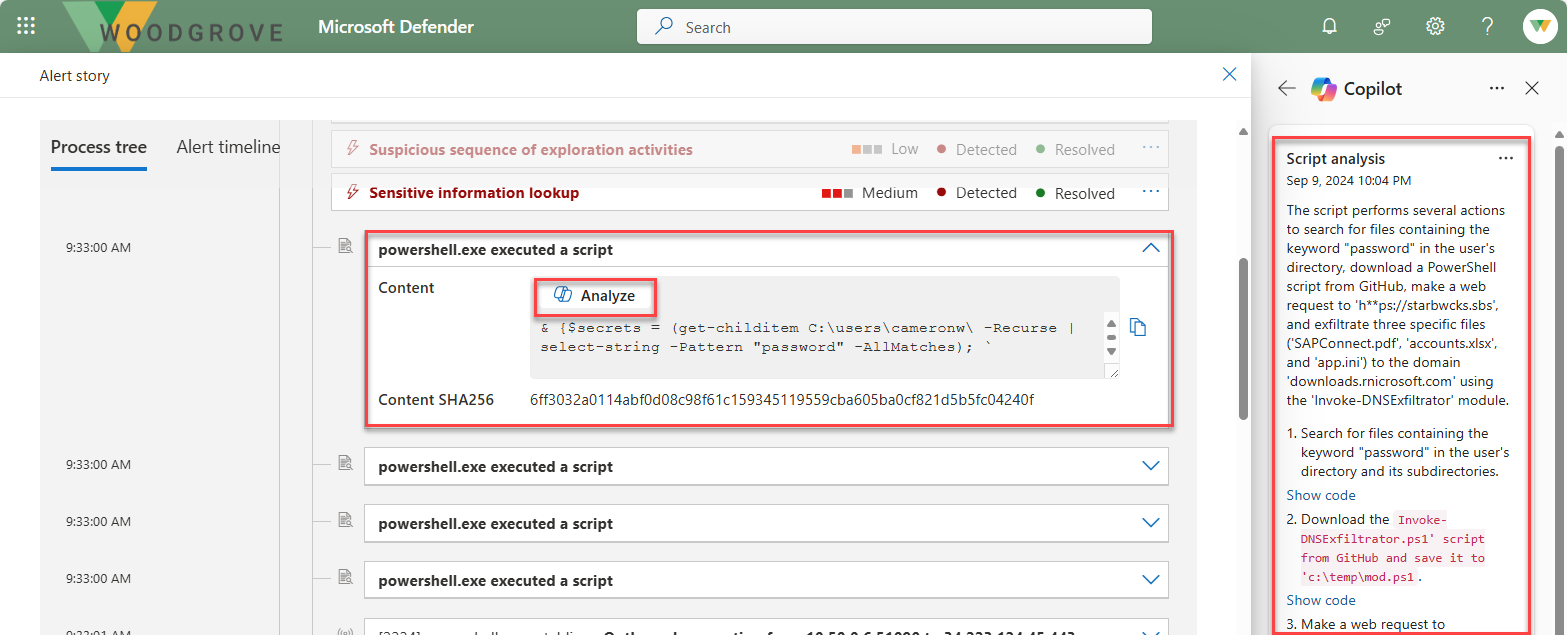 WOODGROVE
Microsoft Defender
Search
Alert story
Process tree
Alert timeline
Suspicious sequence of exploration activities
Low
Detected
Resolved
...
Sensitive information lookup
Medium
Detected
Resolved
...
9:33:00 AM
powershell.exe executed a script
Content
Analyze
& {$secrets = (get-childitem C:\users\cameronw\ -Recurse |
select-string -Pattern "password" -AllMatches); `
Content SHA256
6ff3032a0114abf0d08c98f61c159345119559cba605ba0cf821d5b5fc04240f
9:33:00 AM
powershell.exe executed a script
9:33:00 AM
powershell.exe executed a script
9:33:00 AM
powershell.exe executed a script
9:33:01 AM
Copilot
...
Script analysis
...
Sep 9, 2024 10:04 PM
The script performs several actions
to search for files containing the
keyword "password" in the user's
directory, download a PowerShell
script from GitHub, make a web
request to 'h**ps://starbwcks.sbs',
and exfiltrate three specific files
('SAPConnect.pdf', 'accounts.xlsx',
and 'app.ini') to the domain
'downloads.rnicrosoft.com' using
the 'Invoke-DNSExfiltrator' module.
1. Search for files containing the
keyword "password" in the user's
directory and its subdirectories.
Show code
2. Download the Invoke-
DNSExfiltrator.ps1' script
from GitHub and save it to
'c:\temp\mod.ps1.
Show code
3. Make a web request to